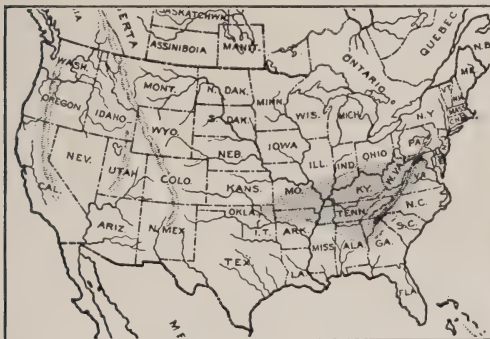 SASKATCHWN.
ALBERTA
ASSINIBOIA
MANIT.
ONTARIO
QUEBEC
N.B.
WASH.
MONT.
N. DAK.
MINN.
ME.
OREGON
IDAHO
WYO.
S. DAK.
WIS.
MICH.
N.Y.
VT.
N.H.
MASS.
NEV.
UTAH
COLO.
NEB.
IOWA
ILL.
IND.
OHIO
PA.
CAL.
KANS.
MO.
KY.
W.VA.
VA.
ARIZ.
N. MEX.
OKLA.
I.T.
ARK.
TENN.
N.C.
S.C.
TEX.
LA.
MISS.
ALA.
GA.
FLA.